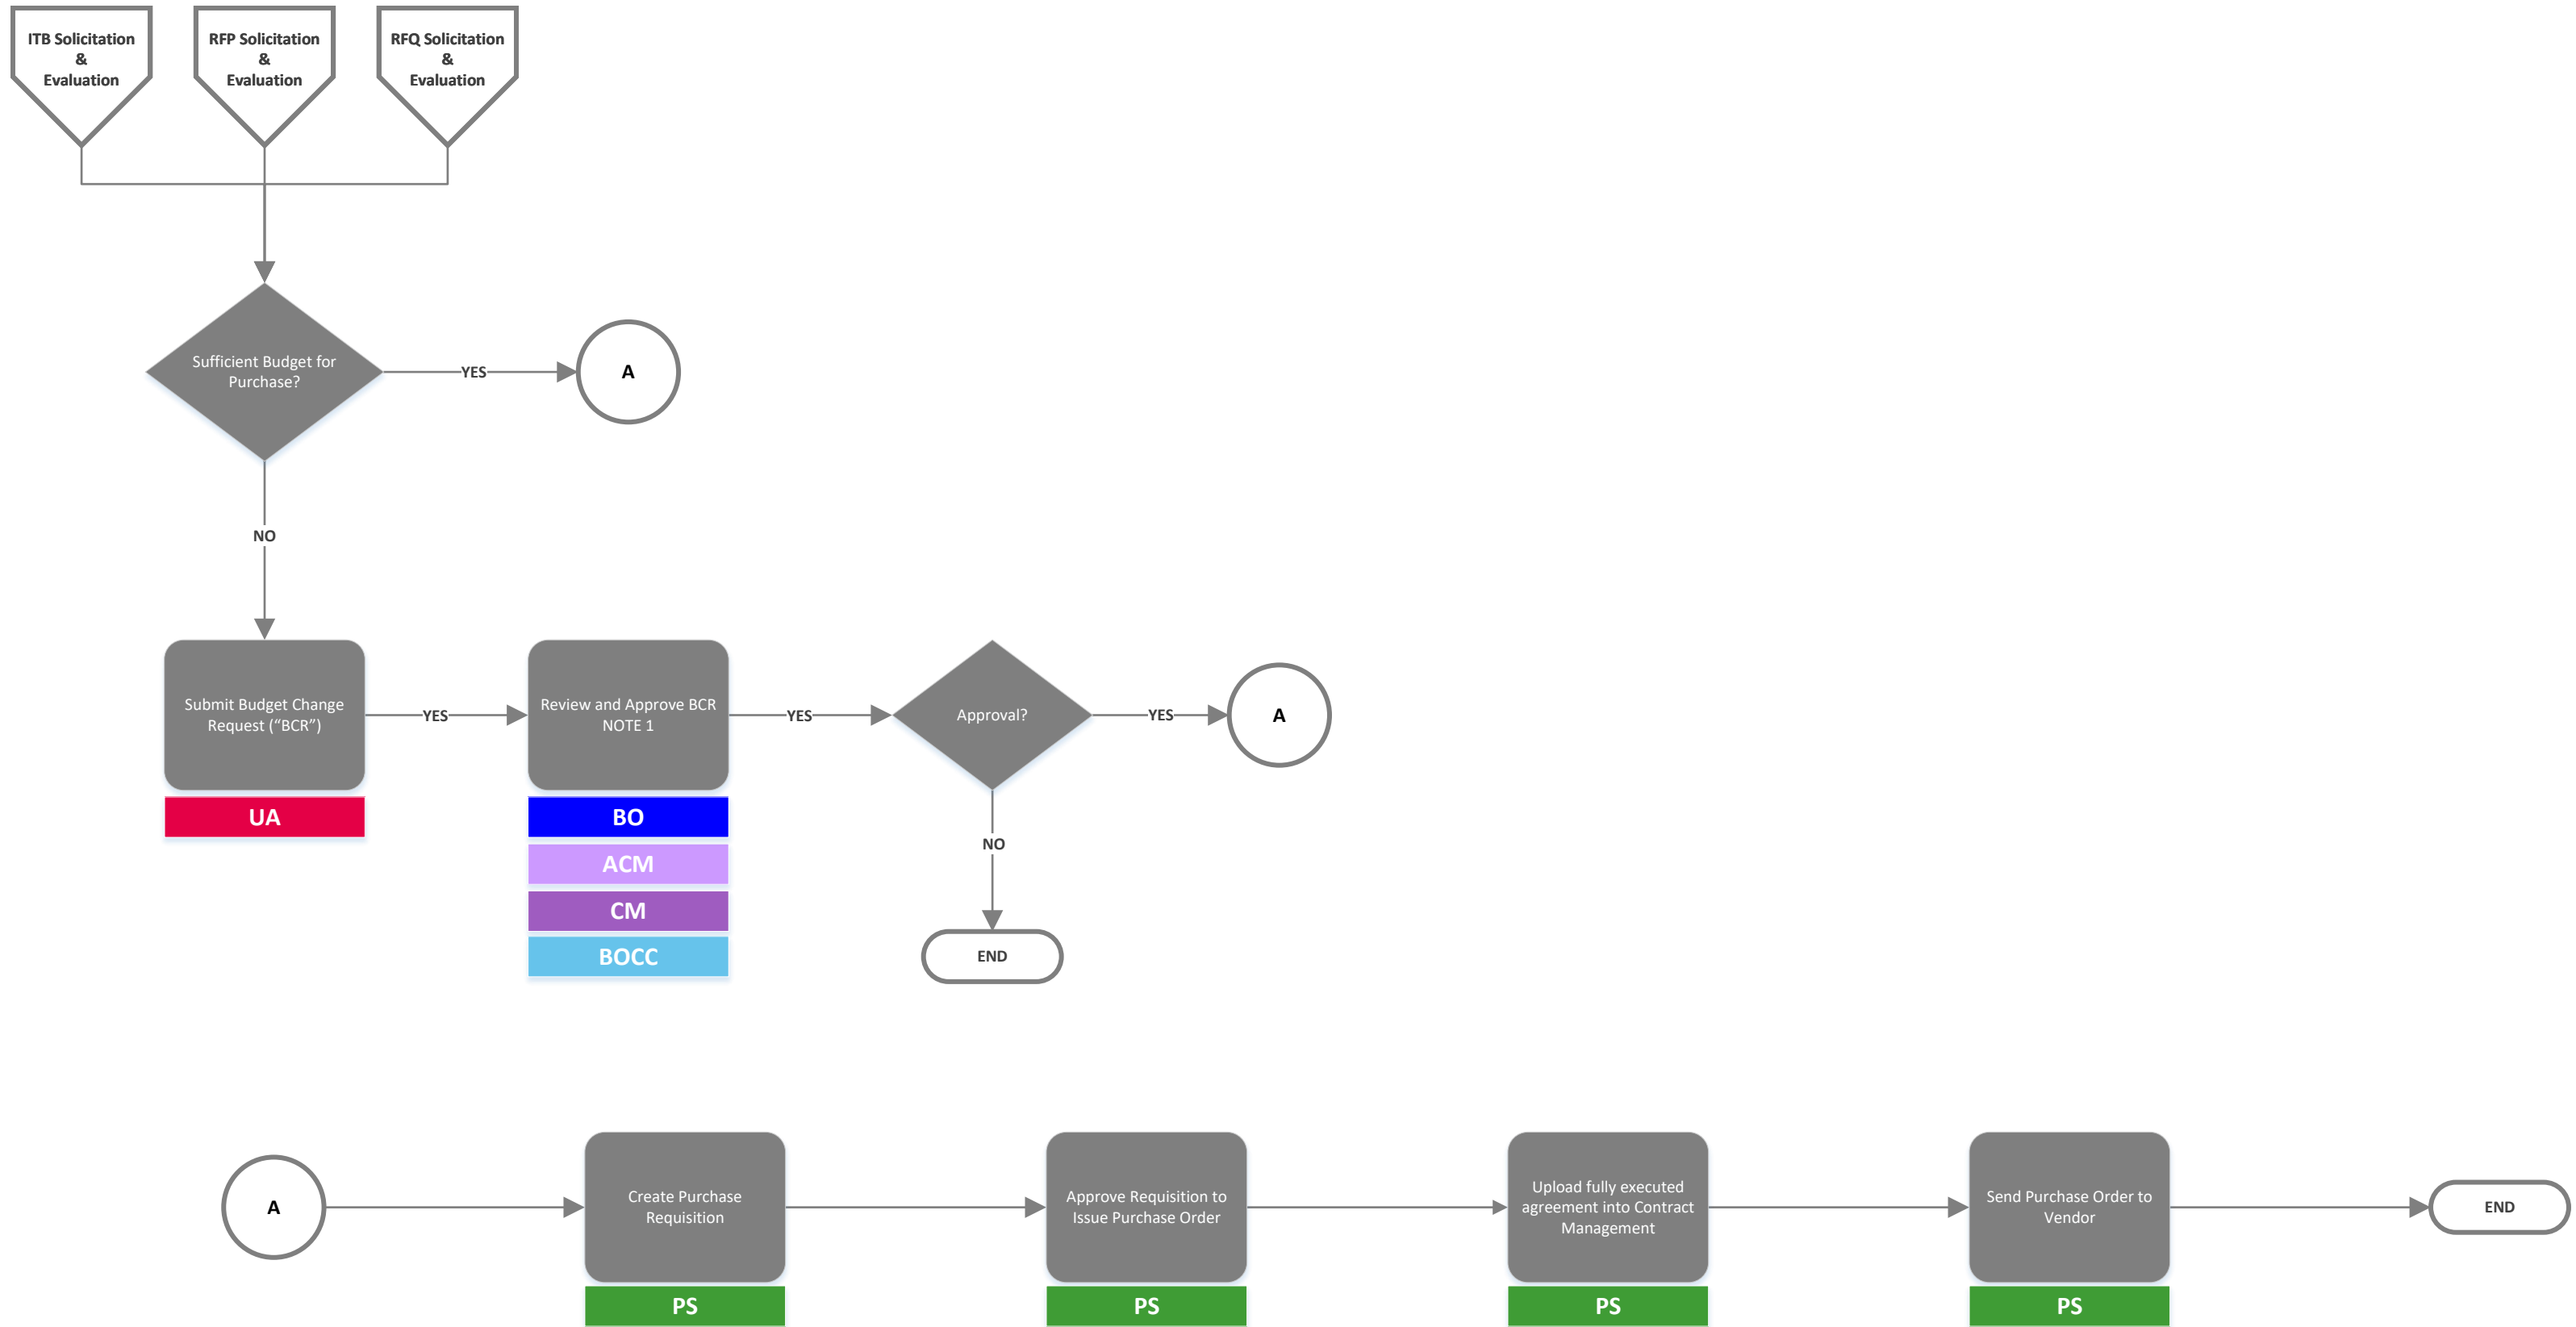 ITB Solicitation
&
Evaluation
RFP Solicitation
&
Evaluation
RFQ Solicitation
&
Evaluation
Sufficient Budget for
Purchase?
YES
A
NO
Submit Budget Change
Request (“BCR”)
UA
YES
Review and Approve BCR
NOTE 1
BO
ACM
CM
BOCC
YES
Approval?
YES
A
NO
END
A
Create Purchase
Requisition
PS
Approve Requisition to
Issue Purchase Order
PS
Upload fully executed
agreement into Contract
Management
PS
Send Purchase Order to
Vendor
PS
END